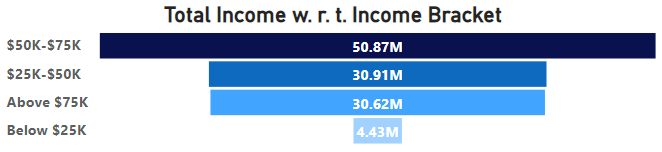 Total Income w. r. t. Income Bracket
$50K-$75K 50.87M
$25K-$50K 30.91M
Above $75K 30.62M
Below $25K 4.43M